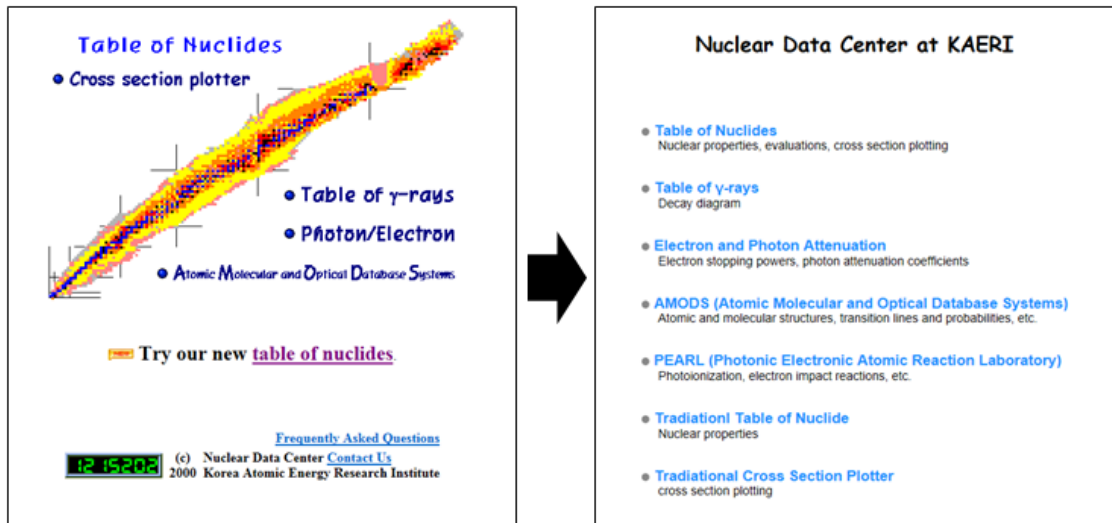 Table of Nuclides
Cross section plotter
Table of γ-rays
Photon/Electron
Atomic Molecular and Optical Database Systems
Try our new table of nuclides.
Frequently Asked Questions
1215202
(c) Nuclear Data Center Contact Us
2000 Korea Atomic Energy Research Institute
Nuclear Data Center at KAERI
Table of Nuclides
Nuclear properties, evaluations, cross section plotting
Table of γ-rays
Decay diagram
Electron and Photon Attenuation
Electron stopping powers, photon attenuation coefficients
AMODS (Atomic Molecular and Optical Database Systems)
Atomic and molecular structures, transition lines and probabilities, etc.
PEARL (Photonic Electronic Atomic Reaction Laboratory)
Photoionization, electron impact reactions, etc.
Tradiationl Table of Nuclide
Nuclear properties
Tradiational Cross Section Plotter
cross section plotting